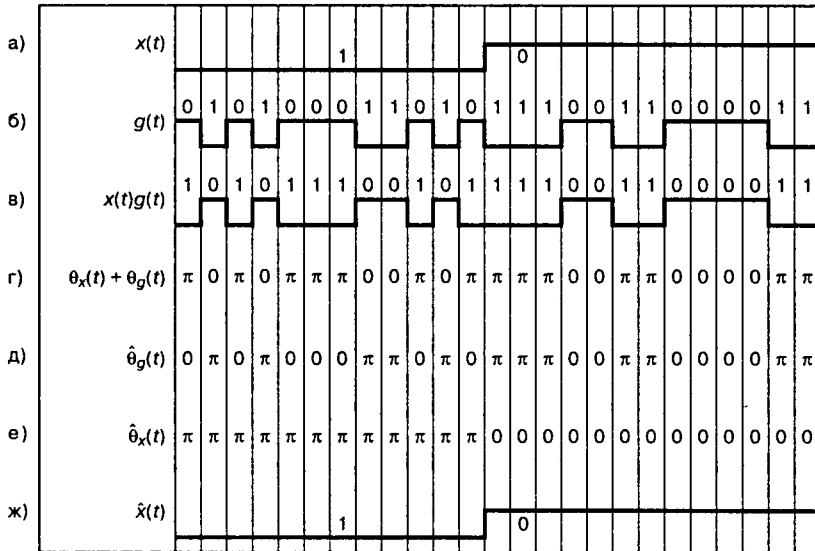 а) x(t) 1 0
б) g(t) 0 1 0 1 0 0 0 1 1 0 1 0 1 1 1 0 0 1 1 0 0 0 0 1 1
в) x(t)g(t) 1 0 1 0 1 1 1 0 0 1 0 1 1 1 1 0 0 1 1 0 0 0 0 1 1
г) θₓ(t) + θ_g(t) π 0 π 0 π π π 0 0 π 0 π π π π 0 0 π π 0 0 0 0 π π
д) θ̂_g(t) 0 π 0 π 0 0 0 π π 0 π 0 π π π 0 0 π π 0 0 0 0 π π
е) θ̂ₓ(t) π π π π π π π π π π π π 0 0 0 0 0 0 0 0 0 0 0 0 0
ж) x̂(t) 1 0